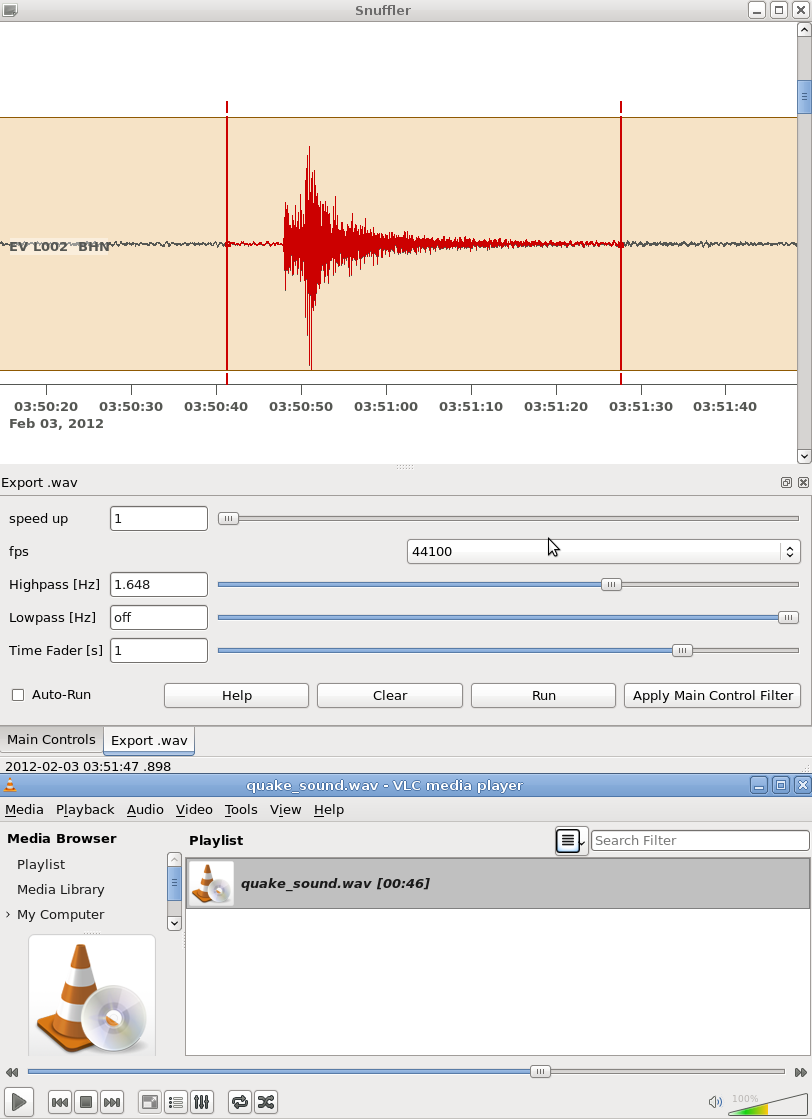 Snuffler
EV L002 BHN
03:50:20 03:50:30 03:50:40 03:50:50 03:51:00 03:51:10 03:51:20 03:51:30 03:51:40
Feb 03, 2012
Export .wav
speed up 1
fps 44100
Highpass [Hz] 1.648
Lowpass [Hz] off
Time Fader [s] 1
Auto-Run Help Clear Run Apply Main Control Filter
Main Controls Export .wav
2012-02-03 03:51:47 .898
quake_sound.wav - VLC media player
Media Playback Audio Video Tools View Help
Media Browser Playlist Search Filter
Playlist
Media Library
My Computer
quake_sound.wav [00:46]
100%